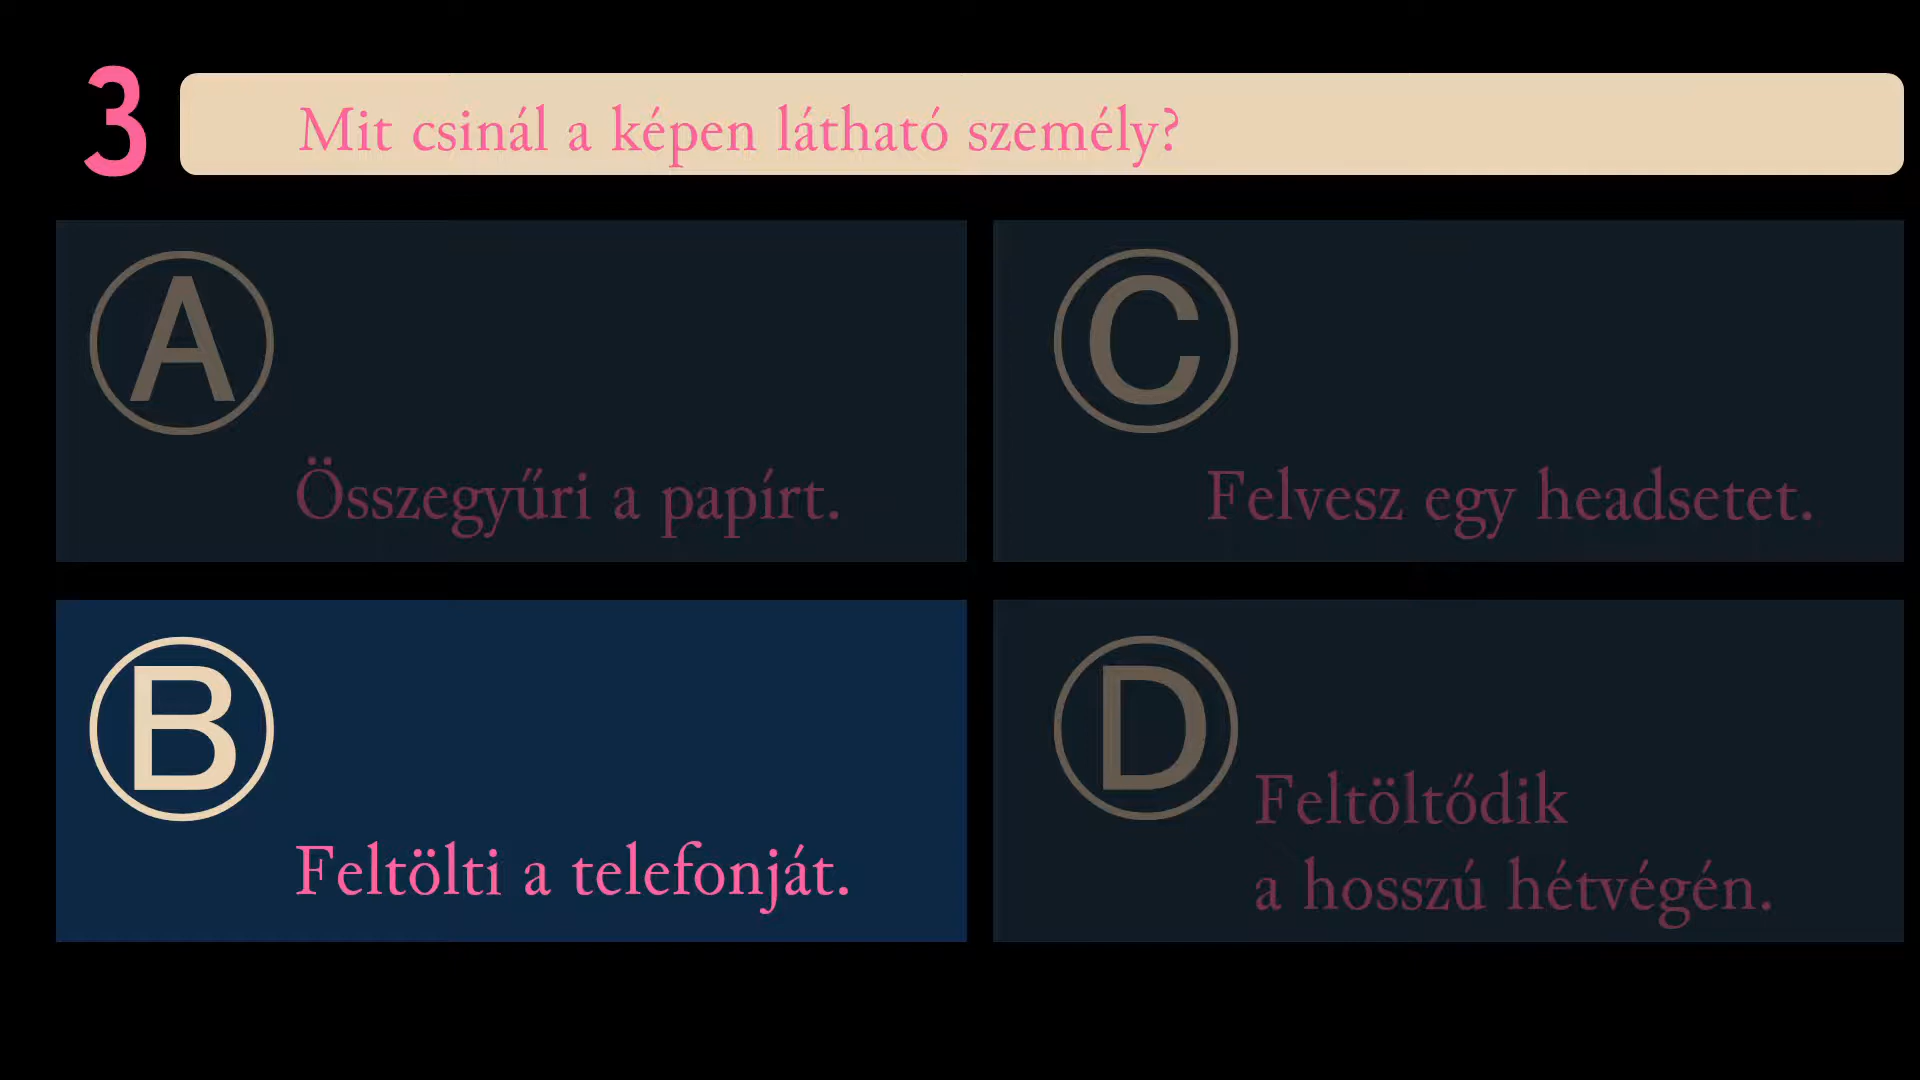 3
Mit csinál a képen látható személy?
A
Összegyűri a papírt.
B
Feltölti a telefonját.
C
Felvesz egy headsetet.
D
Feltöltődik
a hosszú hétvégén.